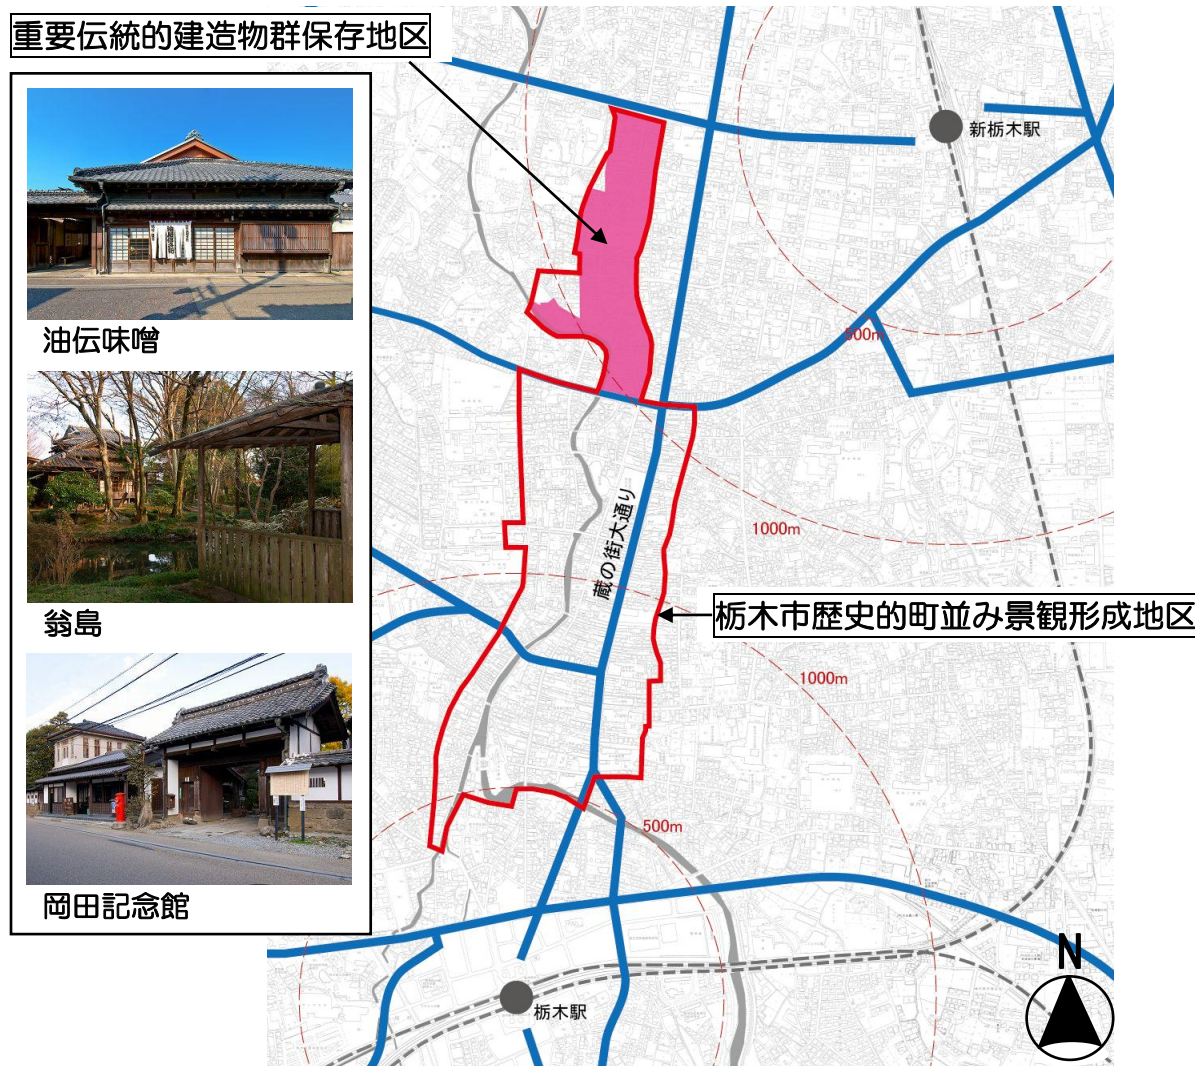 重要伝統的建造物群保存地区
新栃木駅
油伝味噌
500m
蔵の街大通り
1000m
翁島
栃木市歴史的町並み景観形成地区
1000m
500m
岡田記念館
N
栃木駅